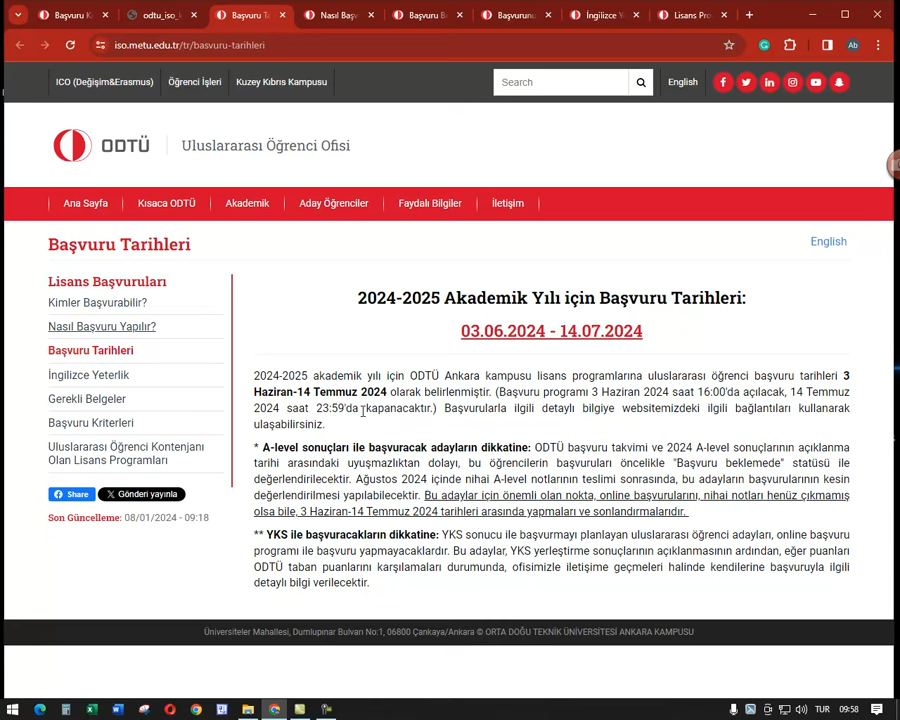 Başvuru K
odtu_iso_l
Başvuru Ta
Nasıl Başv
Başvuru B
Başvurunu
İngilizce Y
Lisans Pro
iso.metu.edu.tr/tr/basvuru-tarihleri
Ab
ICO (Değişim&Erasmus)
Öğrenci İşleri
Kuzey Kıbrıs Kampusu
Search
English
ODTÜ
Uluslararası Öğrenci Ofisi
Ana Sayfa
Kısaca ODTÜ
Akademik
Aday Öğrenciler
Faydalı Bilgiler
İletişim
Başvuru Tarihleri
English
Lisans Başvuruları
Kimler Başvurabilir?
Nasıl Başvuru Yapılır?
Başvuru Tarihleri
İngilizce Yeterlik
Gerekli Belgeler
Başvuru Kriterleri
Uluslararası Öğrenci Kontenjanı
Olan Lisans Programları
Share
Gönderi yayınla
Son Güncelleme: 08/01/2024 - 09:18
2024-2025 Akademik Yılı için Başvuru Tarihleri:
03.06.2024 - 14.07.2024
2024-2025 akademik yılı için ODTÜ Ankara kampusu lisans programlarına uluslararası öğrenci başvuru tarihleri 3
Haziran-14 Temmuz 2024 olarak belirlenmiştir. (Başvuru programı 3 Haziran 2024 saat 16:00'da açılacak, 14 Temmuz
2024 saat 23:59'da kapanacaktır.) Başvurularla ilgili detaylı bilgiye websitemizdeki ilgili bağlantıları kullanarak
ulaşabilirsiniz.
* A-level sonuçları ile başvuracak adayların dikkatine: ODTÜ başvuru takvimi ve 2024 A-level sonuçlarının açıklanma
tarihi arasındaki uyuşmazlıktan dolayı, bu öğrencilerin başvuruları öncelikle "Başvuru beklemede" statüsü ile
değerlendirilecektir. Ağustos 2024 içinde nihai A-level notlarının teslimi sonrasında, bu adayların başvurularının kesin
değerlendirilmesi yapılabilecektir. Bu adaylar için önemli olan nokta, online başvurularını, nihai notları henüz çıkmamış
olsa bile, 3 Haziran-14 Temmuz 2024 tarihleri arasında yapmaları ve sonlandırmalarıdır.
** YKS ile başvuracakların dikkatine: YKS sonucu ile başvurmayı planlayan uluslararası öğrenci adayları, online başvuru
programı ile başvuru yapmayacaklardır. Bu adaylar, YKS yerleştirme sonuçlarının açıklanmasının ardından, eğer puanları
ODTÜ taban puanlarını karşılamaları durumunda, ofisimizle iletişime geçmeleri halinde kendilerine başvuruyla ilgili
detaylı bilgi verilecektir.
Üniversiteler Mahallesi, Dumlupınar Bulvarı No:1, 06800 Çankaya/Ankara © ORTA DOĞU TEKNİK ÜNİVERSİTESİ ANKARA KAMPUSU
TUR
09:58